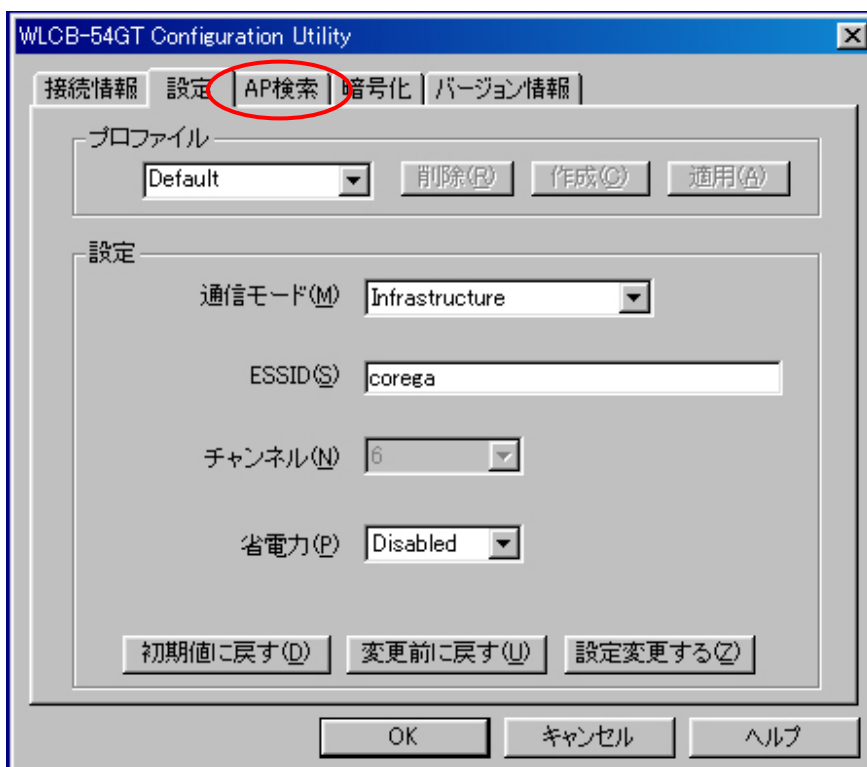 WLCB-54GT Configuration Utility
接続情報 設定 AP検索 暗号化 バージョン情報
プロファイル
Default 削除(R) 作成(C) 適用(A)
設定
通信モード(M) Infrastructure
ESSID(S) corega
チャンネル(N) 6
省電力(P) Disabled
初期値に戻す(D) 変更前に戻す(U) 設定変更する(Z)
OK キャンセル ヘルプ